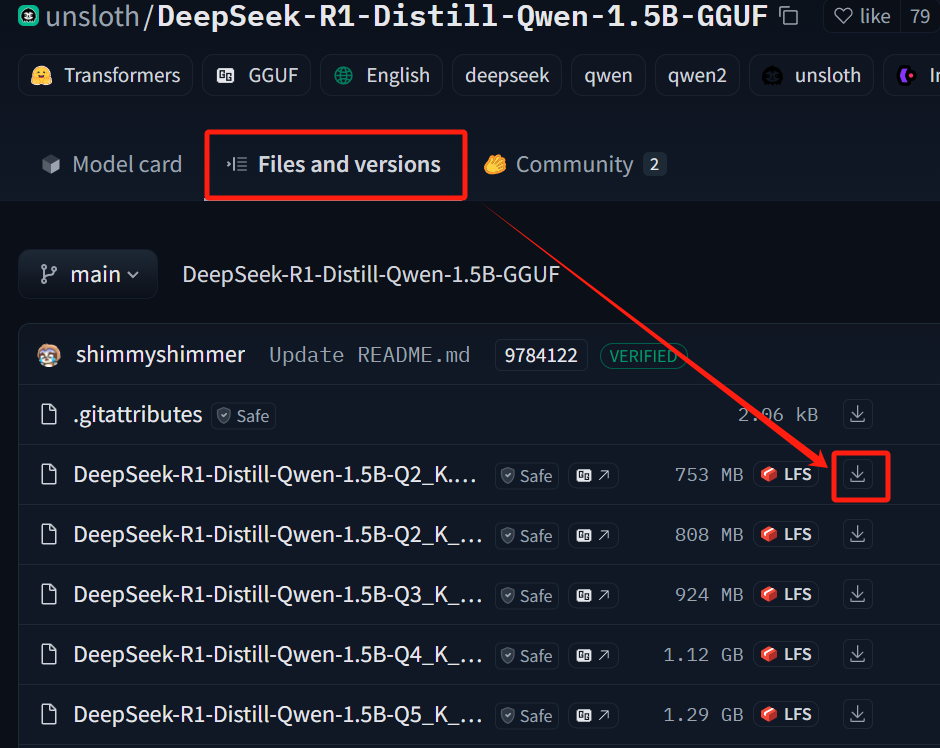 unsloth/DeepSeek-R1-Distill-Qwen-1.5B-GGUF like 79
Transformers GGUF English deepseek qwen qwen2 unsloth
Model card Files and versions Community 2
main DeepSeek-R1-Distill-Qwen-1.5B-GGUF
shimmyshimmer Update README.md 9784122 VERIFIED
.gitattributes Safe 2.06 kB
DeepSeek-R1-Distill-Qwen-1.5B-Q2_K.... Safe 753 MB LFS
DeepSeek-R1-Distill-Qwen-1.5B-Q2_K_... Safe 808 MB LFS
DeepSeek-R1-Distill-Qwen-1.5B-Q3_K_... Safe 924 MB LFS
DeepSeek-R1-Distill-Qwen-1.5B-Q4_K_... Safe 1.12 GB LFS
DeepSeek-R1-Distill-Qwen-1.5B-Q5_K_... Safe 1.29 GB LFS